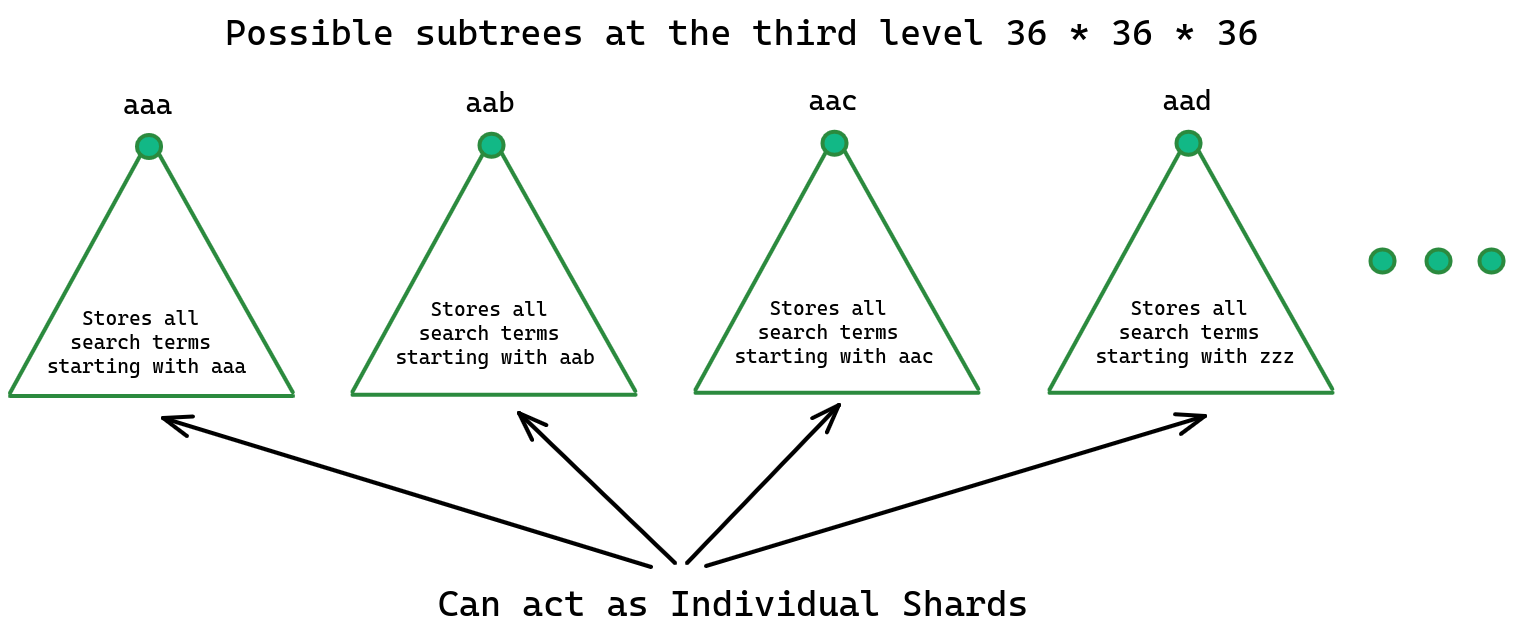 Possible subtrees at the third level 36 * 36 * 36
aaa
aab
aac
aad
Stores all
search terms
starting with aaa
Stores all
search terms
starting with aab
Stores all
search terms
starting with aac
Stores all
search terms
starting with zzz
Can act as Individual Shards